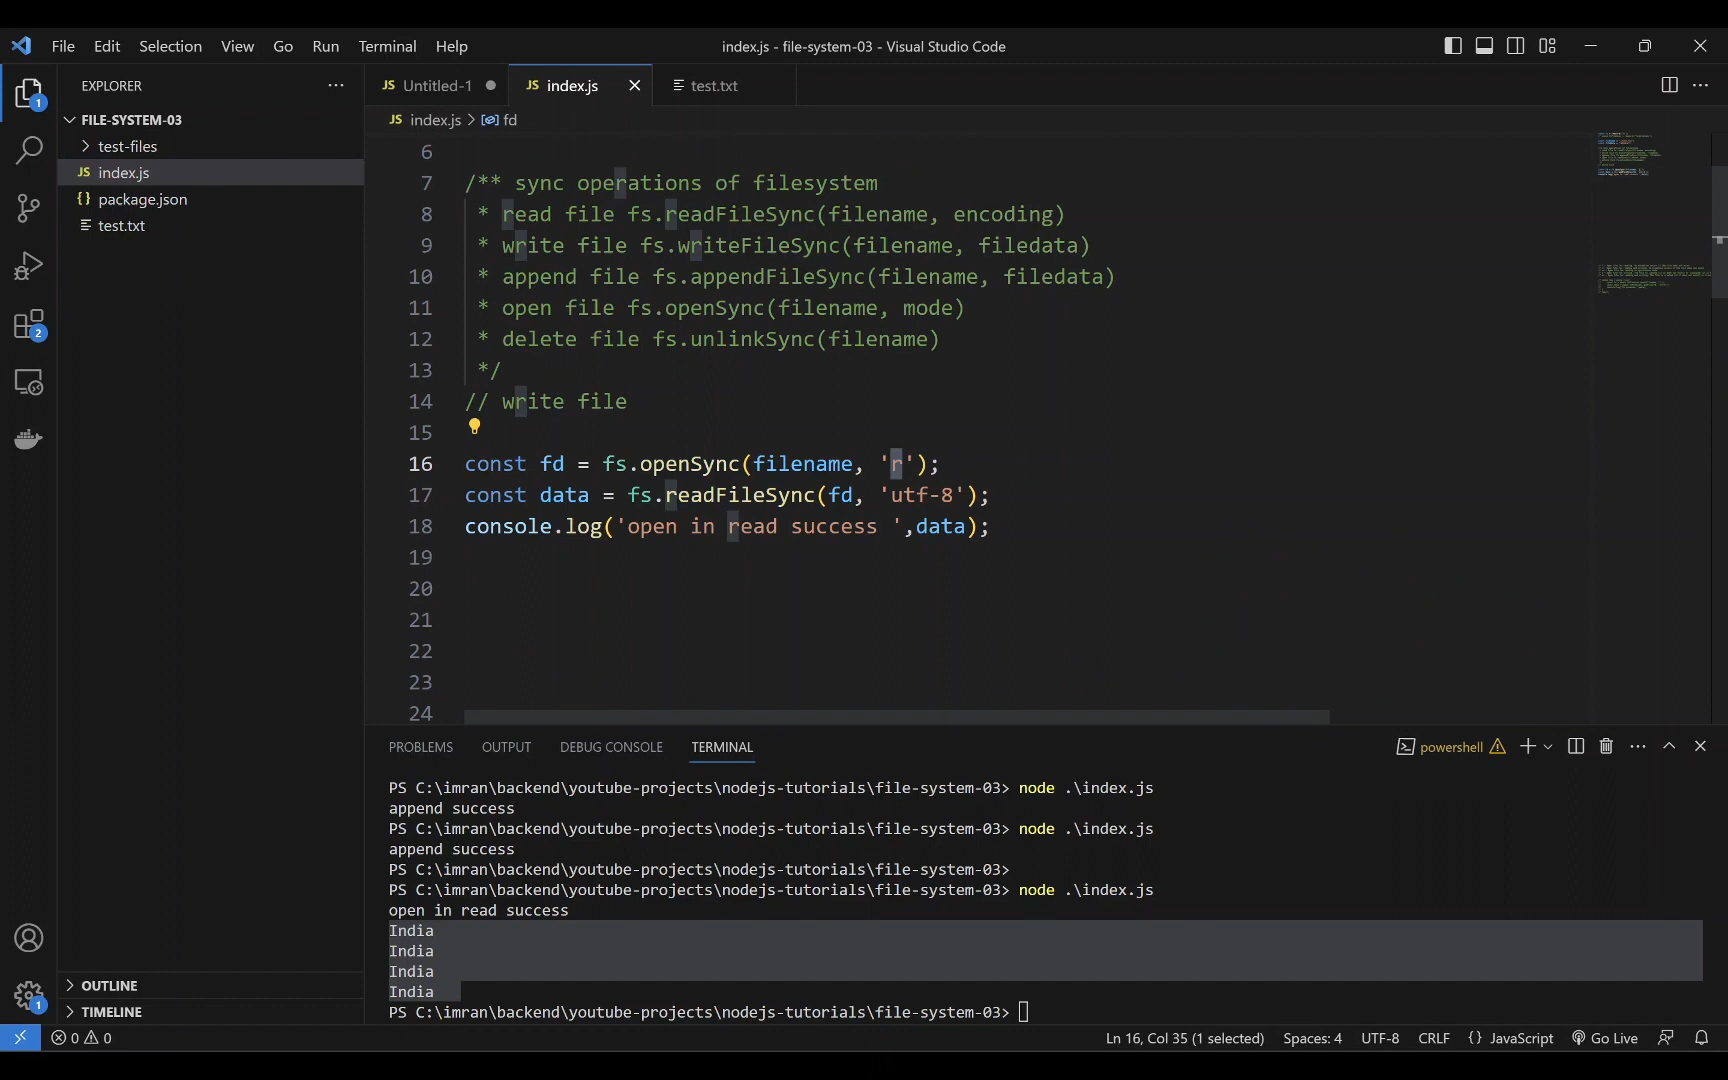 File Edit Selection View Go Run Terminal Help
index.js - file-system-03 - Visual Studio Code
EXPLORER
JS Untitled-1
JS index.js
test.txt
FILE-SYSTEM-03
JS index.js > fd
test-files
JS index.js
{} package.json
test.txt
6
7 /** sync operations of filesystem
8 * read file fs.readFileSync(filename, encoding)
9 * write file fs.writeFileSync(filename, filedata)
10 * append file fs.appendFileSync(filename, filedata)
11 * open file fs.openSync(filename, mode)
12 * delete file fs.unlinkSync(filename)
13 */
14 // write file
15
16 const fd = fs.openSync(filename, 'r');
17 const data = fs.readFileSync(fd, 'utf-8');
18 console.log('open in read success ',data);
19
20
21
22
23
24
PROBLEMS OUTPUT DEBUG CONSOLE TERMINAL
powershell
PS C:\imran\backend\youtube-projects\nodejs-tutorials\file-system-03> node .\index.js
append success
PS C:\imran\backend\youtube-projects\nodejs-tutorials\file-system-03> node .\index.js
append success
PS C:\imran\backend\youtube-projects\nodejs-tutorials\file-system-03>
PS C:\imran\backend\youtube-projects\nodejs-tutorials\file-system-03> node .\index.js
open in read success
India
India
India
India
PS C:\imran\backend\youtube-projects\nodejs-tutorials\file-system-03>
1
2
1
OUTLINE
TIMELINE
0 0
Ln 16, Col 35 (1 selected) Spaces: 4 UTF-8 CRLF {} JavaScript Go Live